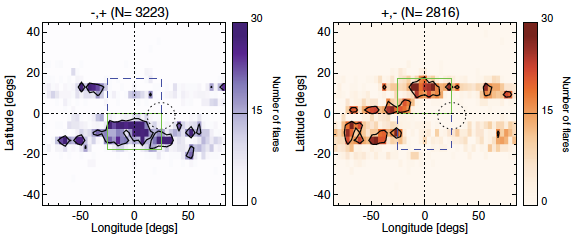 -,+ (N= 3223)
40
20
0
-20
-40
Latitude [degs]
-50
0
50
Longitude [degs]
30
15
0
Number of flares
+,- (N= 2816)
40
20
0
-20
-40
Latitude [degs]
-50
0
50
Longitude [degs]
30
15
0
Number of flares